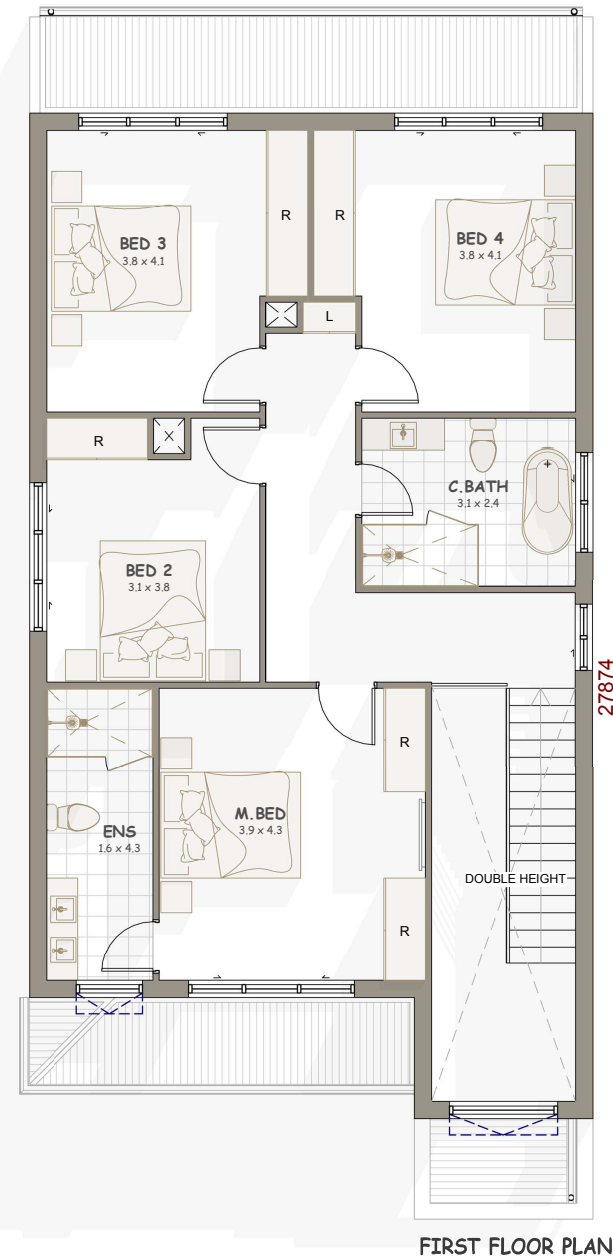 R
R
BED 3
3.8 x 4.1
BED 4
3.8 x 4.1
L
R
X
C.BATH
3.1 x 2.4
BED 2
3.1 x 3.8
27874
R
M.BED
3.9 x 4.3
ENS
1.6 x 4.3
DOUBLE HEIGHT
R
FIRST FLOOR PLAN